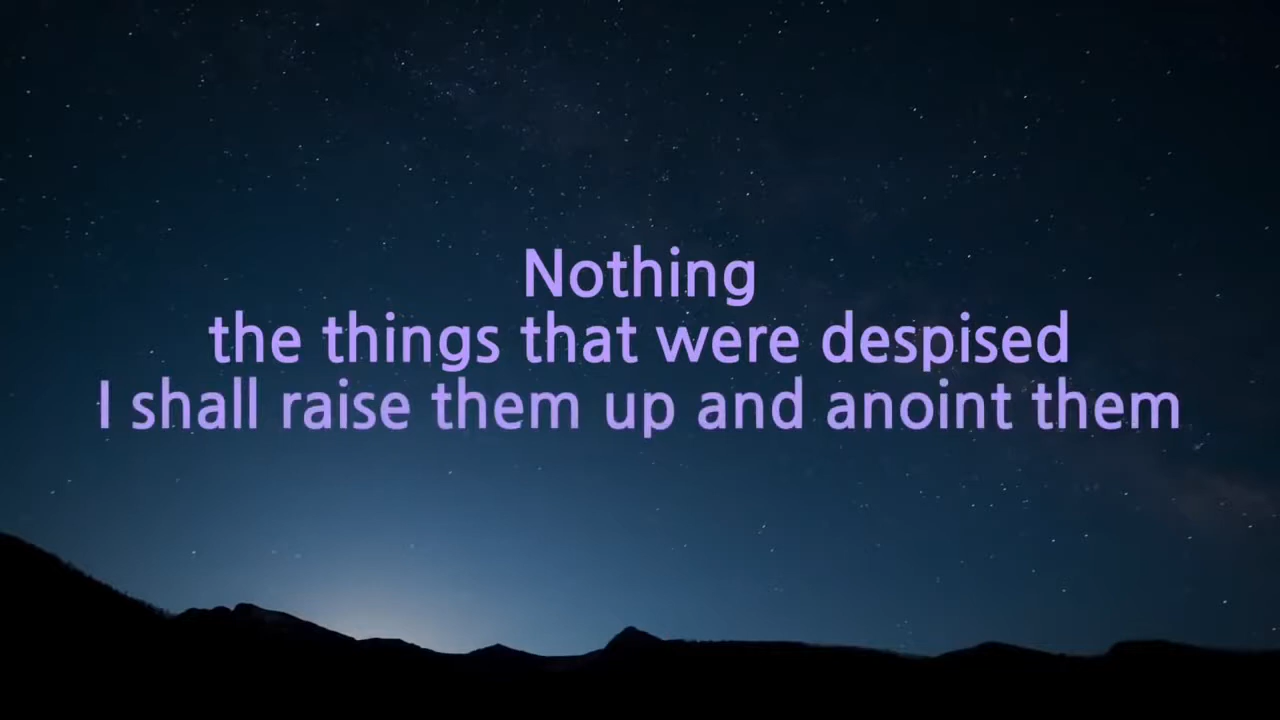 Nothing
the things that were despised
I shall raise them up and anoint them